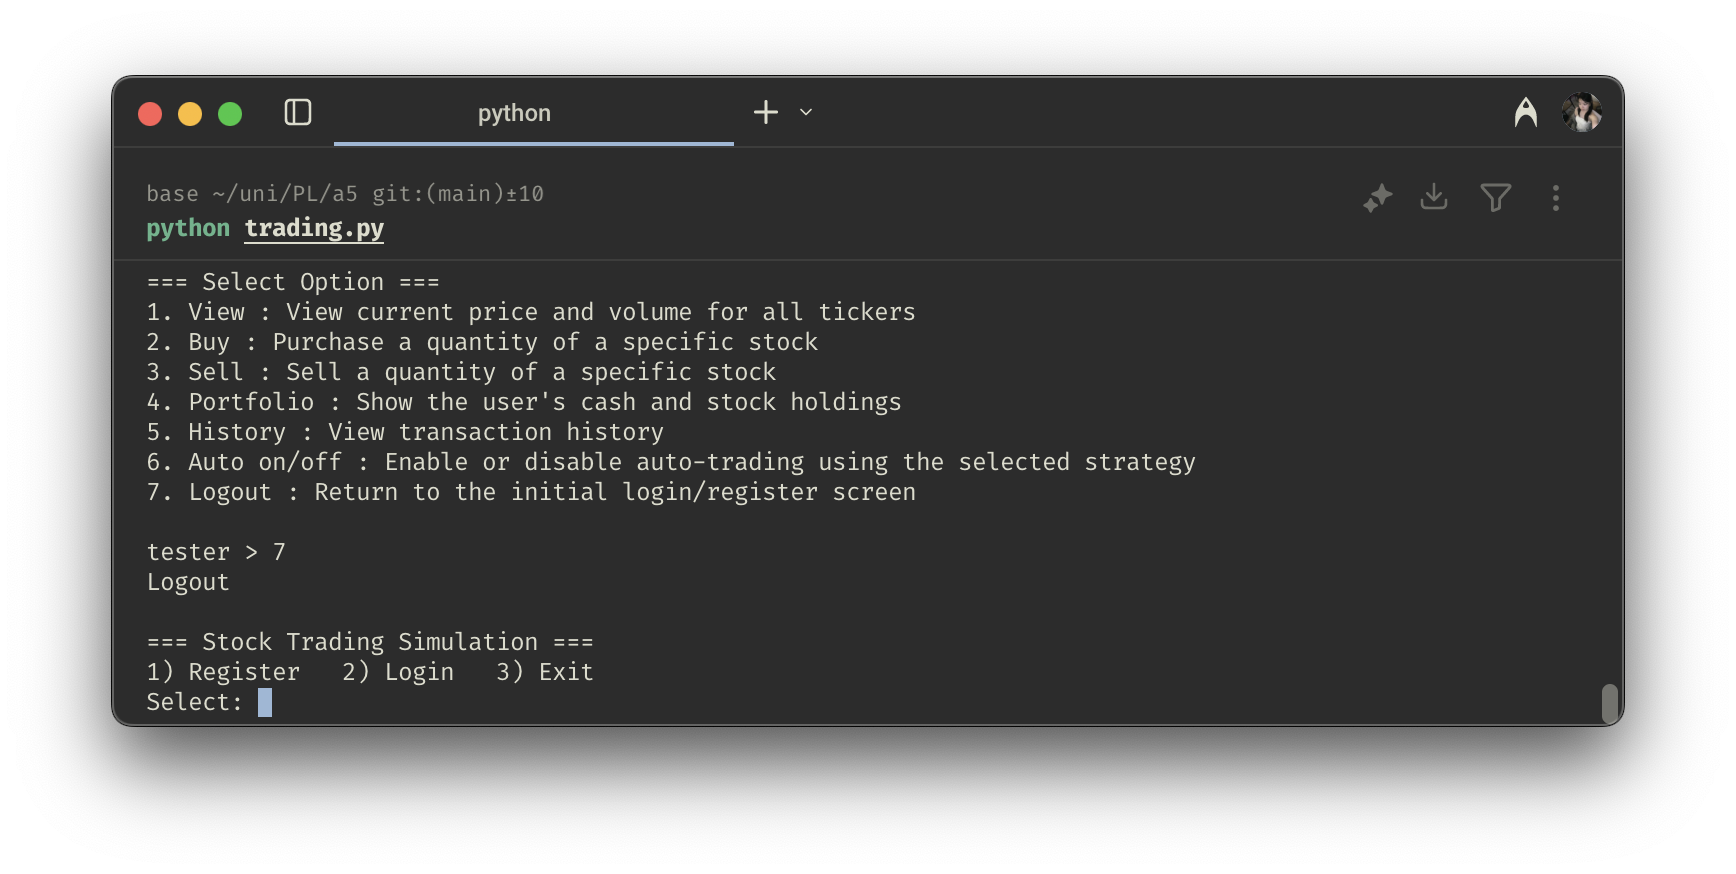 python
base ~/uni/PL/a5 git:(main)±10
python trading.py
=== Select Option ===
1. View : View current price and volume for all tickers
2. Buy : Purchase a quantity of a specific stock
3. Sell : Sell a quantity of a specific stock
4. Portfolio : Show the user's cash and stock holdings
5. History : View transaction history
6. Auto on/off : Enable or disable auto-trading using the selected strategy
7. Logout : Return to the initial login/register screen
tester > 7
Logout
=== Stock Trading Simulation ===
1) Register   2) Login   3) Exit
Select: